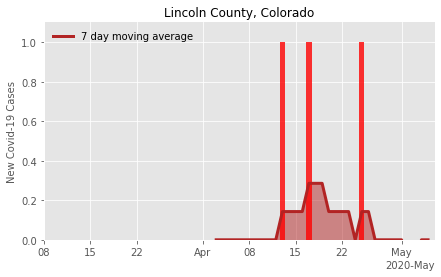 Lincoln County, Colorado
7 day moving average
New Covid-19 Cases
1.0
0.8
0.6
0.4
0.2
0.0
08 15 22 Apr 08 15 22 May
2020-May